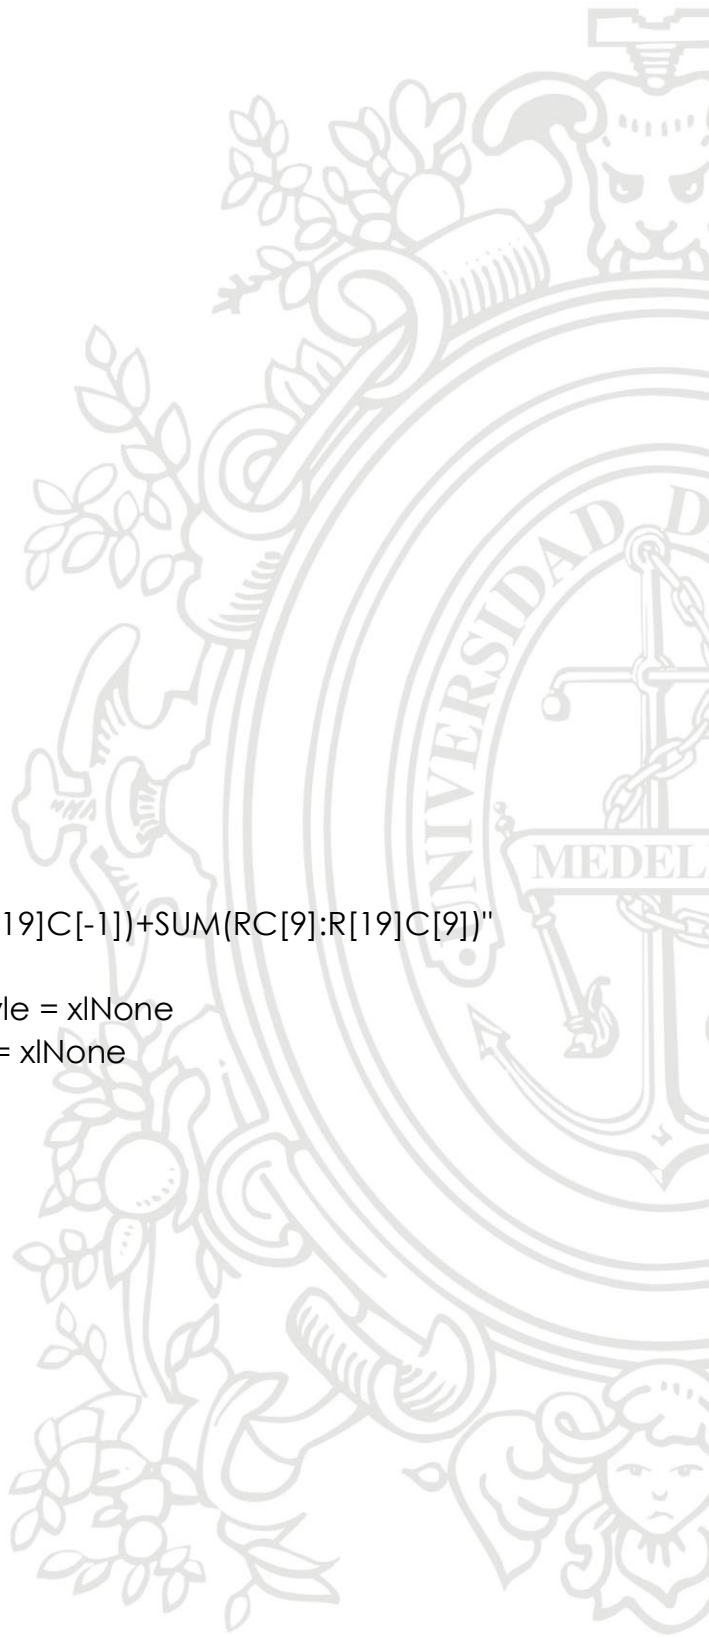 UNIVERSIDAD D
MEDEL
19]C[-1])+SUM(RC[9]:R[19]C[9])"
le = xlNone
= xlNone